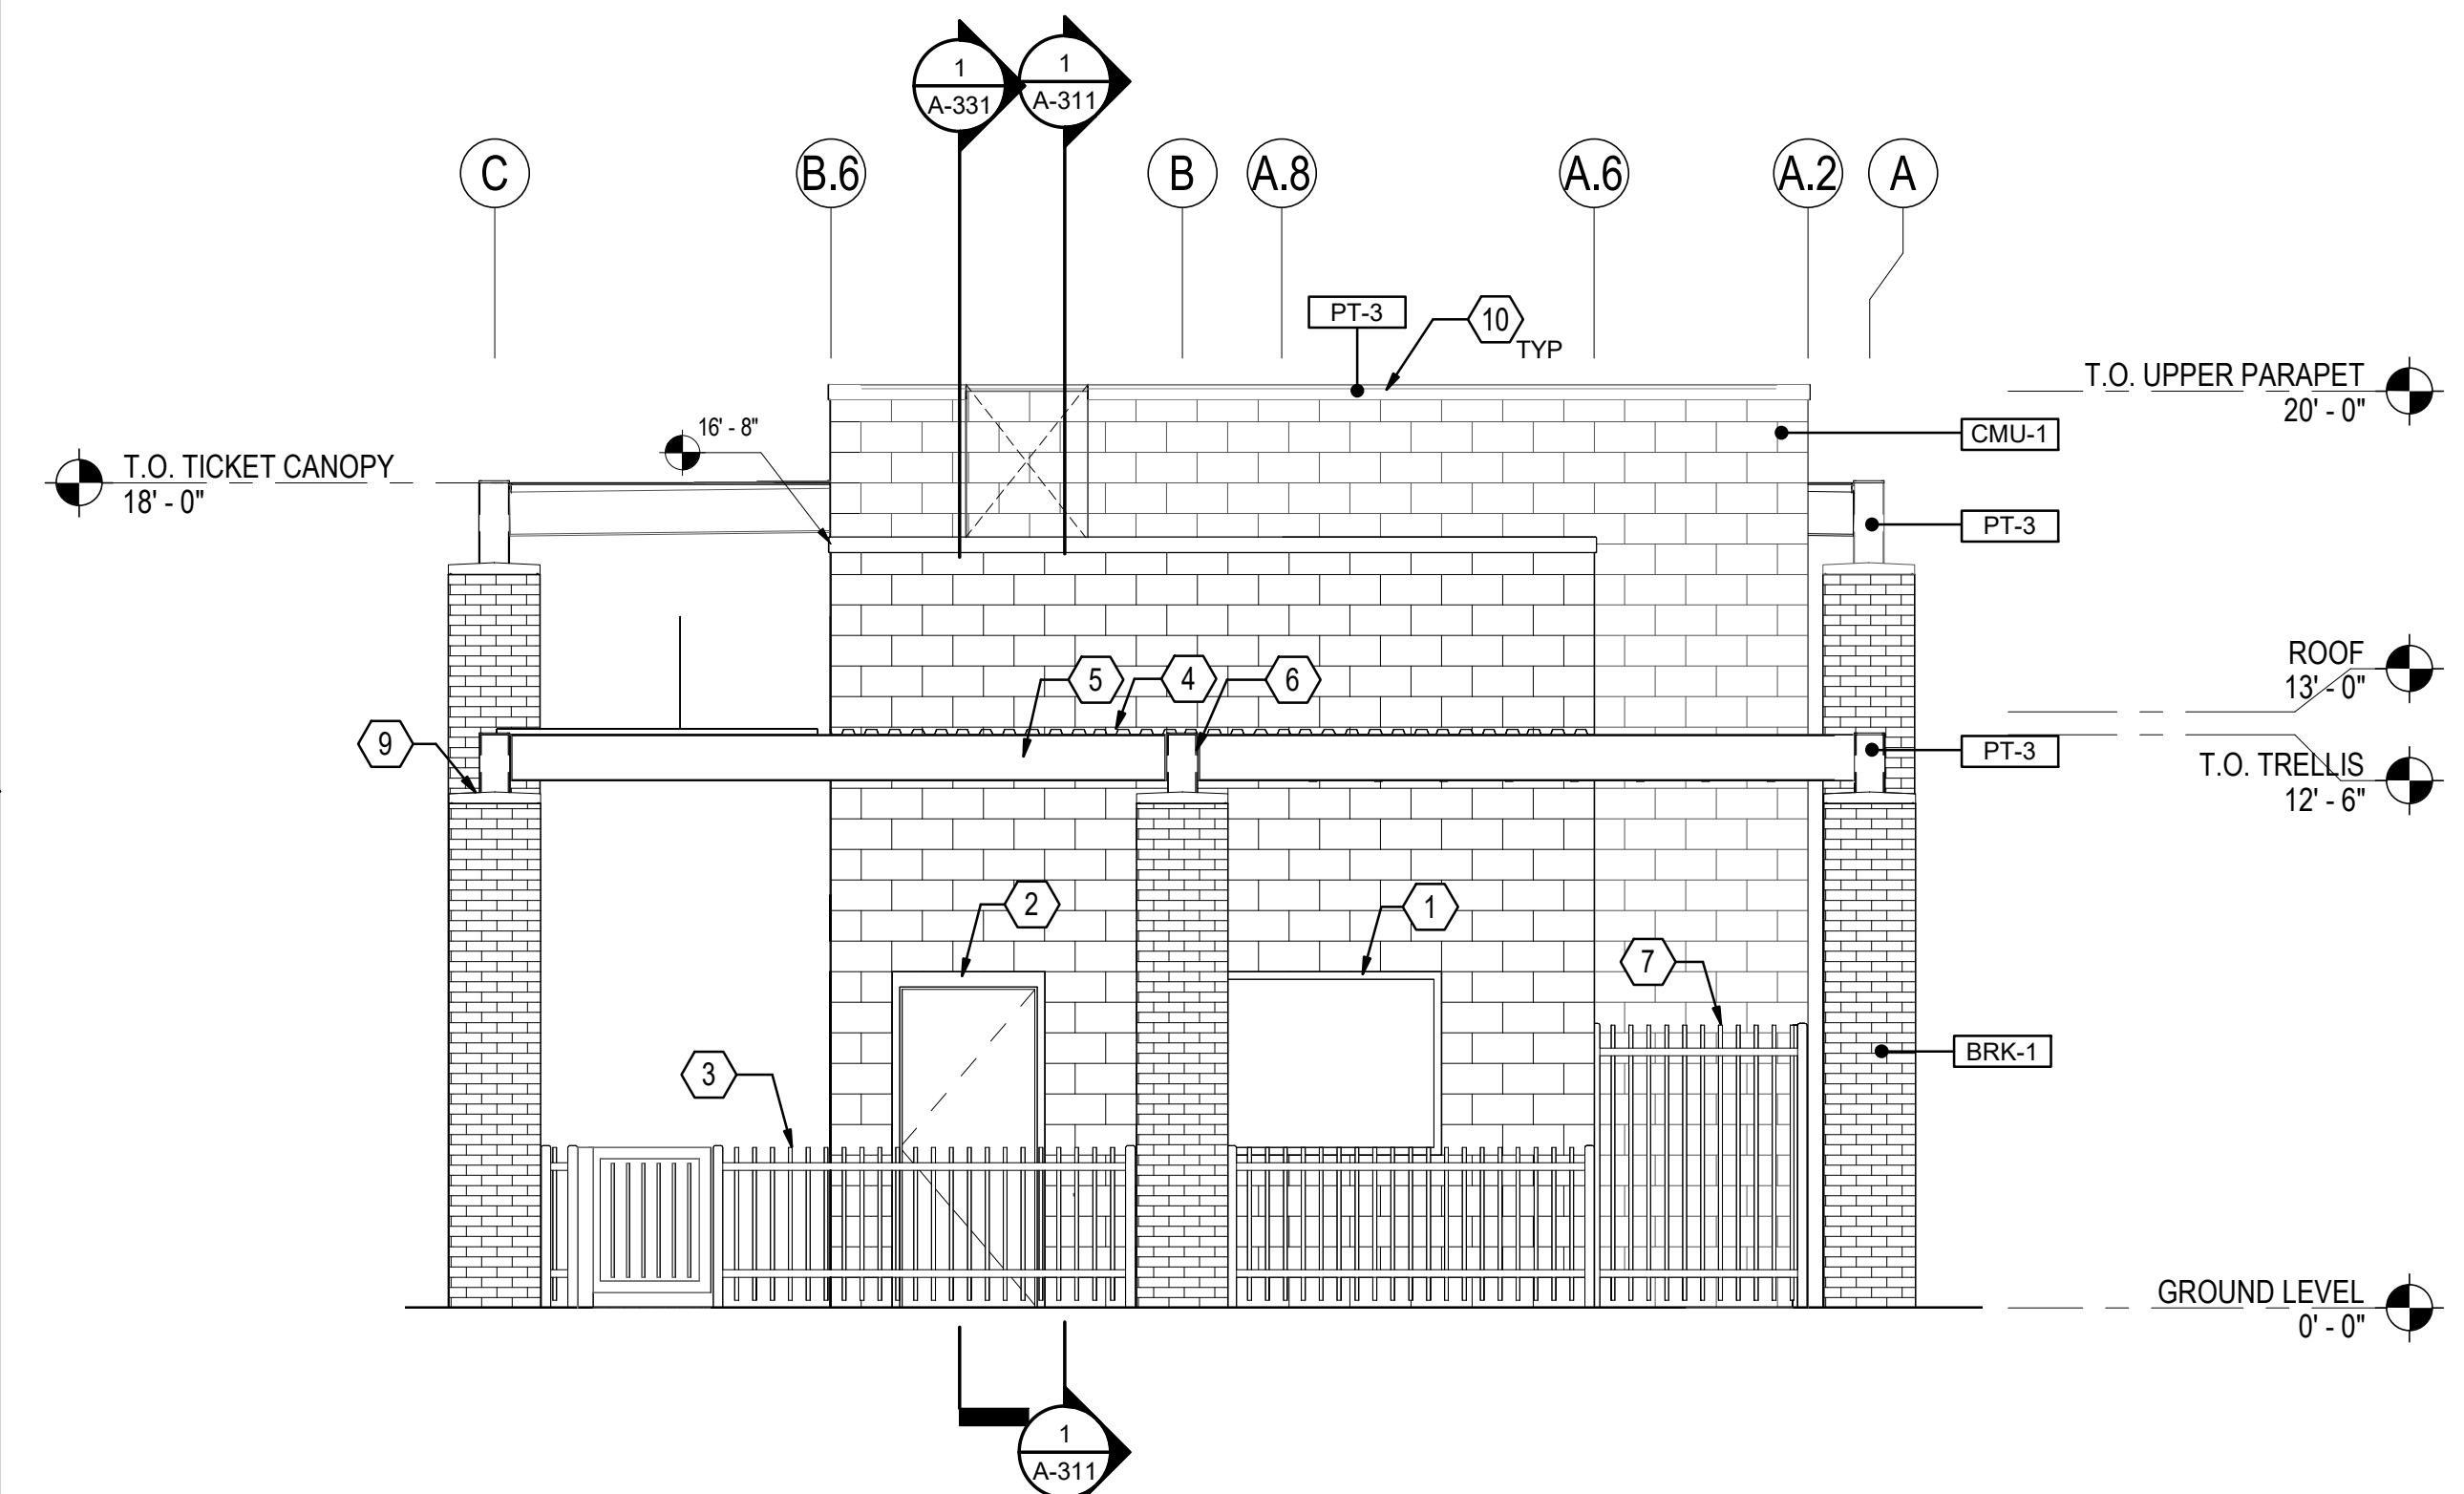 1
A-331
1
A-311
C
B.6
B
A.8
A.6
A.2
A
PT-3
10
TYP
T.O. UPPER PARAPET
20' - 0"
16' - 8"
CMU-1
T.O. TICKET CANOPY
18' - 0"
PT-3
ROOF
13' - 0"
5
4
6
9
PT-3
T.O. TRELLIS
12' - 6"
2
1
7
3
BRK-1
GROUND LEVEL
0' - 0"
1
A-311